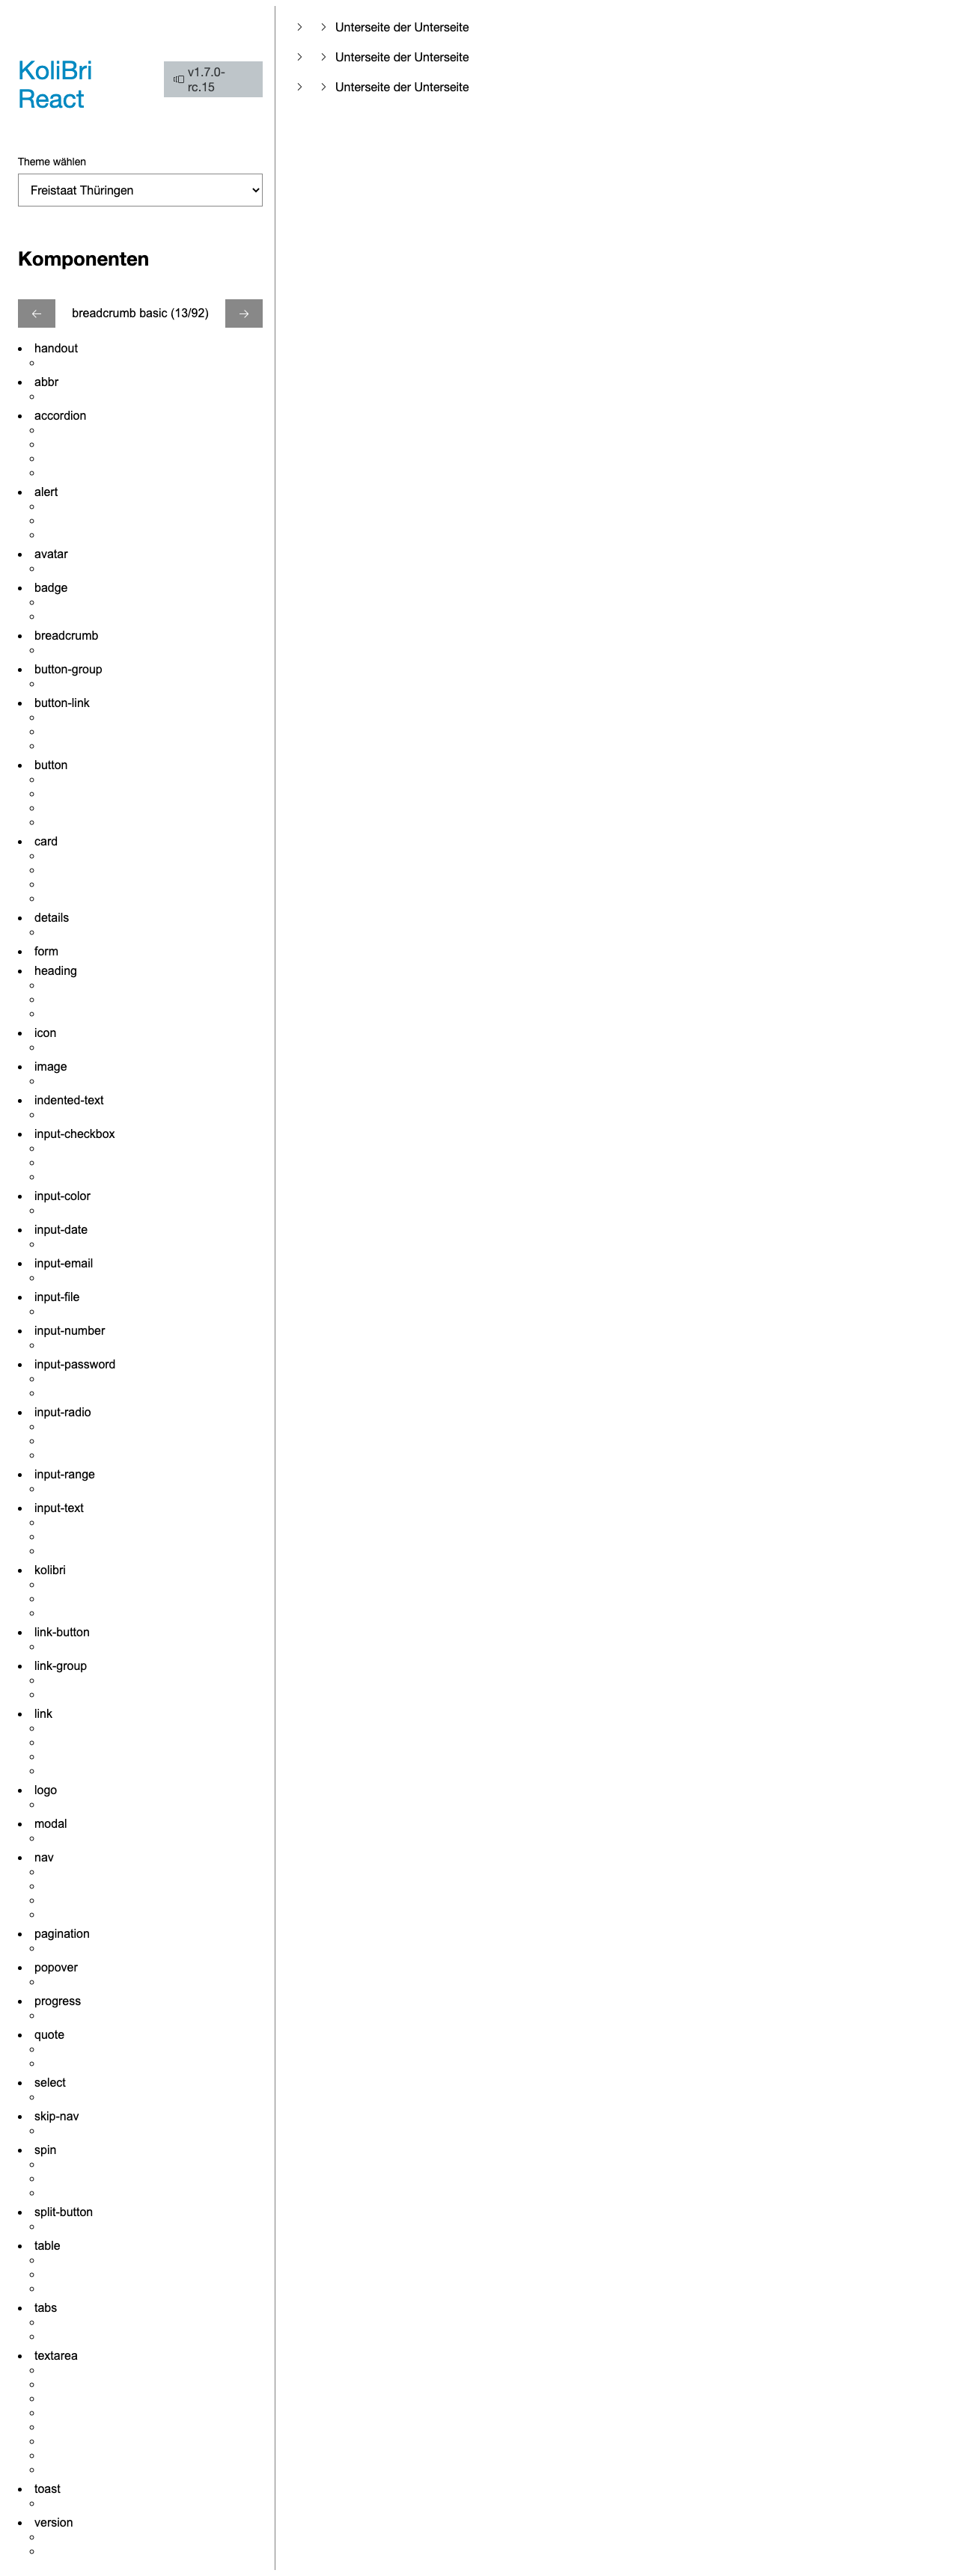 KoliBri
React
v1.7.0-
rc.15
Theme wählen
Freistaat Thüringen
Komponenten
breadcrumb basic (13/92)
handout
abbr
accordion
alert
avatar
badge
breadcrumb
button-group
button-link
button
card
details
form
heading
icon
image
indented-text
input-checkbox
input-color
input-date
input-email
input-file
input-number
input-password
input-radio
input-range
input-text
kolibri
link-button
link-group
link
logo
modal
nav
pagination
popover
progress
quote
select
skip-nav
spin
split-button
table
tabs
textarea
toast
version
Unterseite der Unterseite
Unterseite der Unterseite
Unterseite der Unterseite